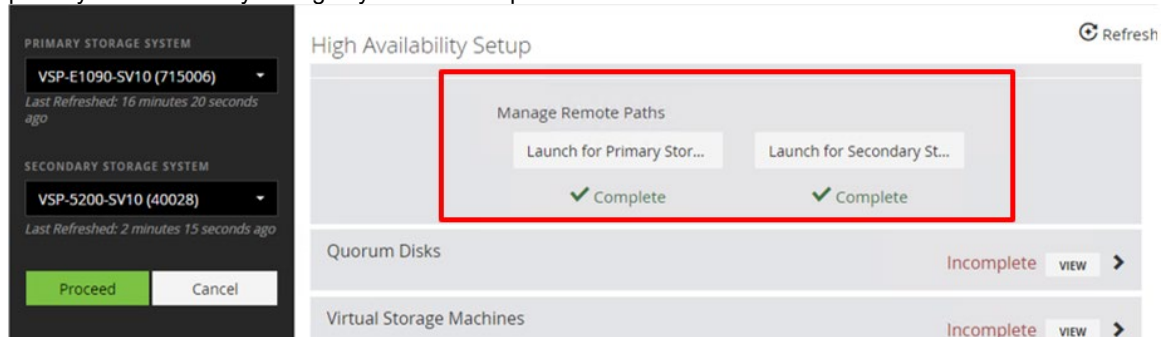 PRIMARY STORAGE SYSTEM
VSP-E1090-SV10 (715006)
Last Refreshed: 16 minutes 20 seconds
ago
SECONDARY STORAGE SYSTEM
VSP-5200-SV10 (40028)
Last Refreshed: 2 minutes 15 seconds ago
Proceed Cancel
High Availability Setup
Refresh
Manage Remote Paths
Launch for Primary Stor... Launch for Secondary St...
Complete Complete
Quorum Disks
Incomplete VIEW
Virtual Storage Machines
Incomplete VIEW